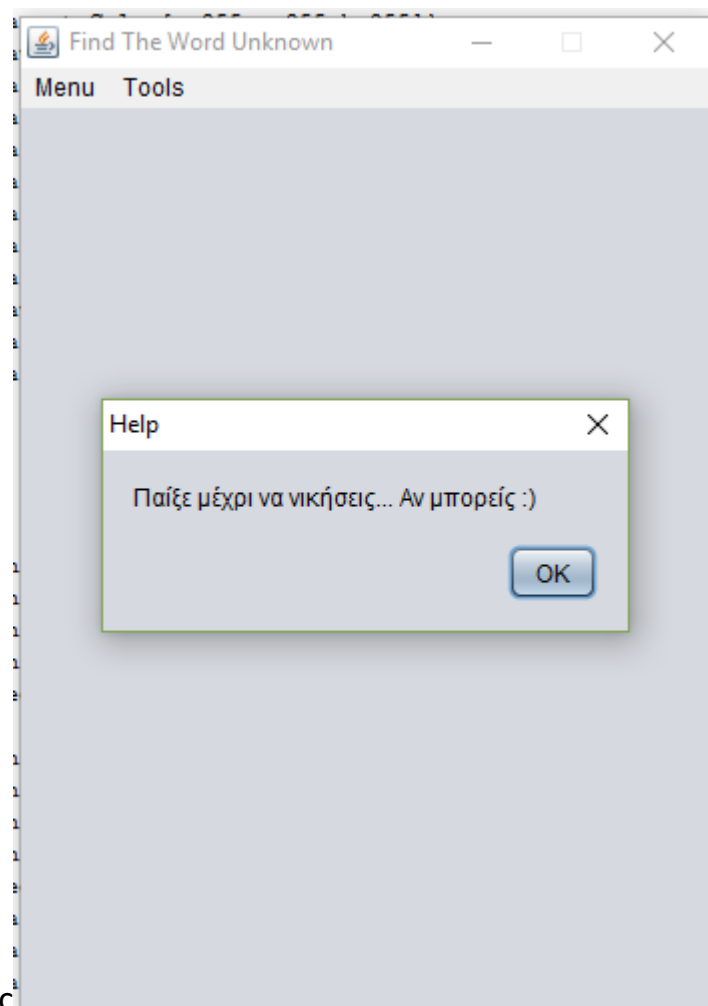 Find The Word Unknown
Menu Tools
Help
Παίξε μέχρι να νικήσεις... Αν μπορείς :)
OK
c